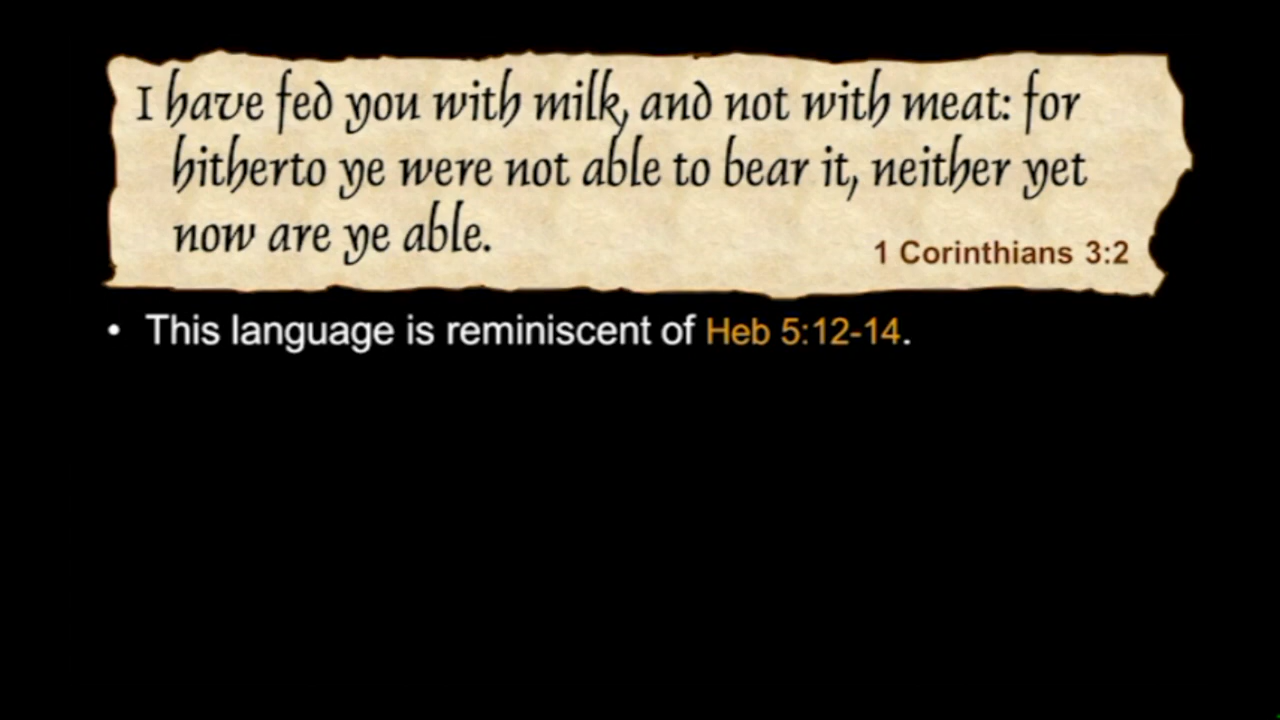 I have fed you with milk, and not with meat: for
hitherto ye were not able to bear it, neither yet
now are ye able.
1 Corinthians 3:2
• This language is reminiscent of Heb 5:12-14.